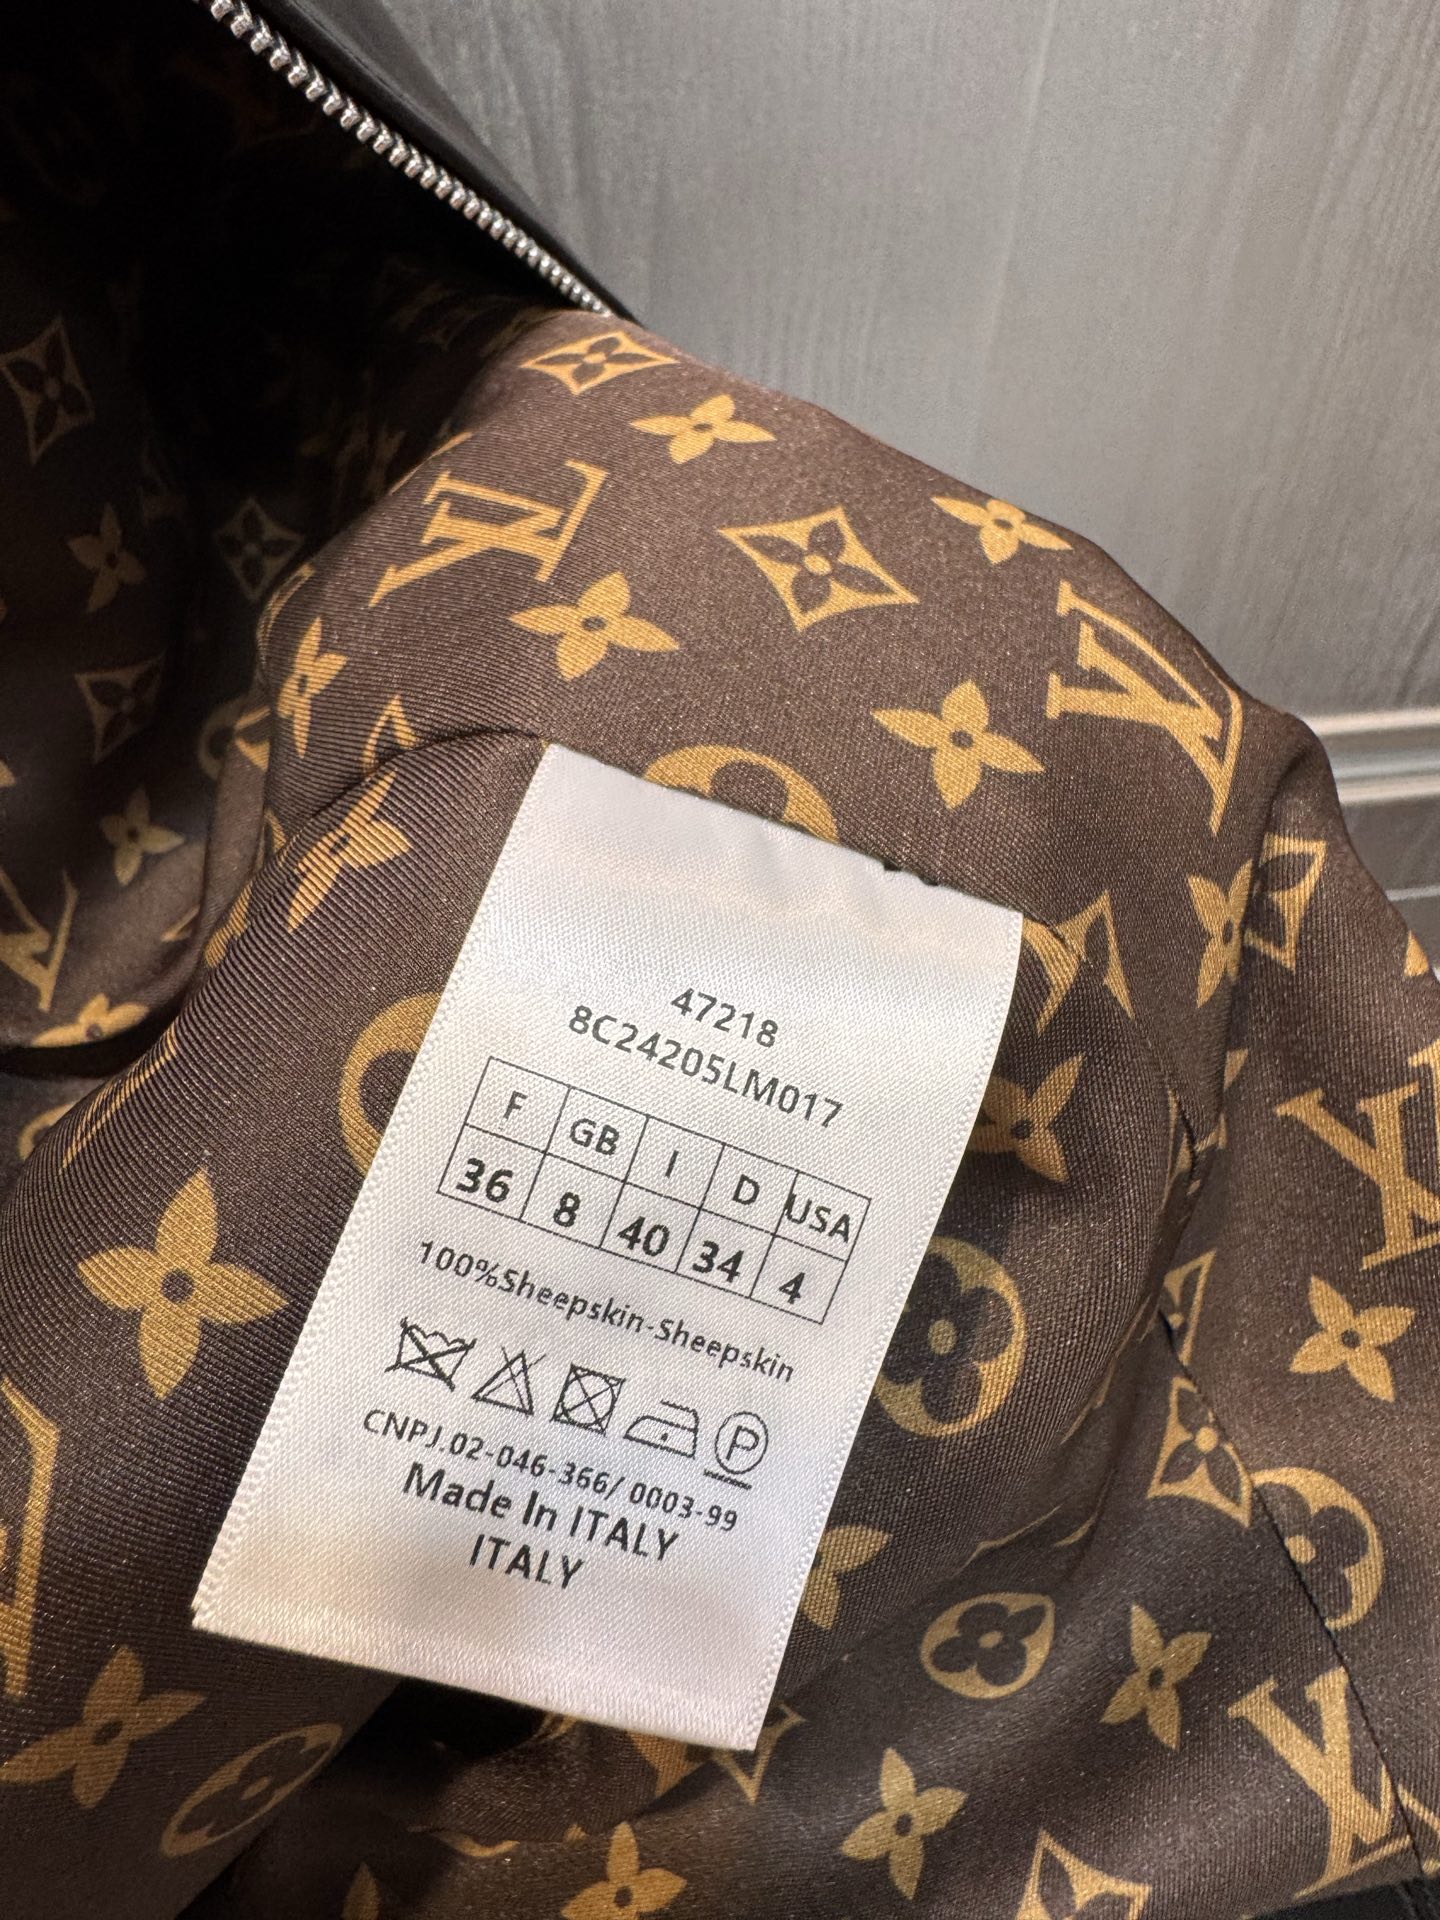 47218
8C24205LM017
F GB I D USA
36 8 40 34 4
100%Sheepskin-Sheepskin
P
CNPJ.02-046-366/ 0003-99
Made In ITALY
ITALY